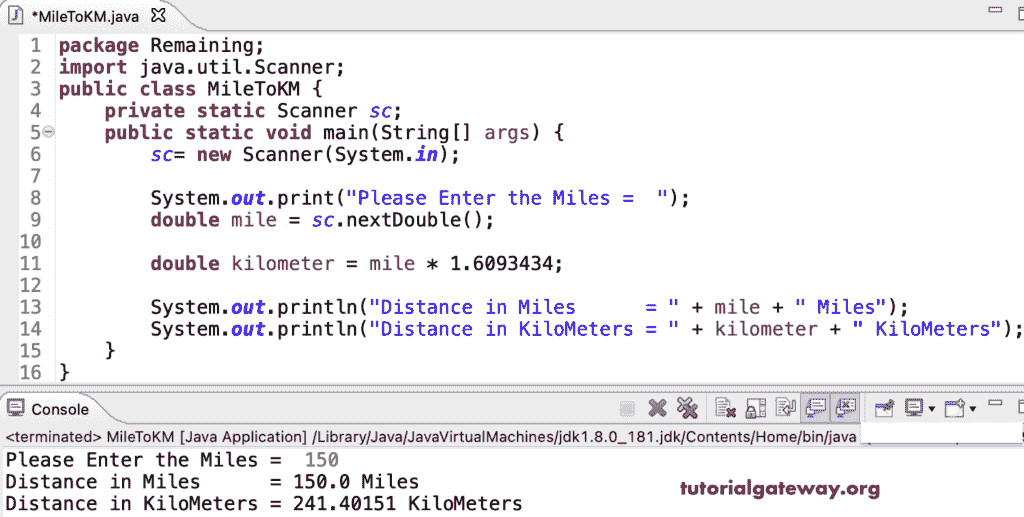 *MileToKM.java
1 package Remaining;
2 import java.util.Scanner;
3 public class MileToKM {
4     private static Scanner sc;
5     public static void main(String[] args) {
6         sc= new Scanner(System.in);
7
8         System.out.print("Please Enter the Miles =  ");
9         double mile = sc.nextDouble();
10
11         double kilometer = mile * 1.6093434;
12
13         System.out.println("Distance in Miles      = " + mile + " Miles");
14         System.out.println("Distance in KiloMeters = " + kilometer + " KiloMeters");
15     }
16 }
Console
<terminated> MileToKM [Java Application] /Library/Java/JavaVirtualMachines/jdk1.8.0_181.jdk/Contents/Home/bin/java
Please Enter the Miles =  150
Distance in Miles      = 150.0 Miles
Distance in KiloMeters = 241.40151 KiloMeters
tutorialgateway.org